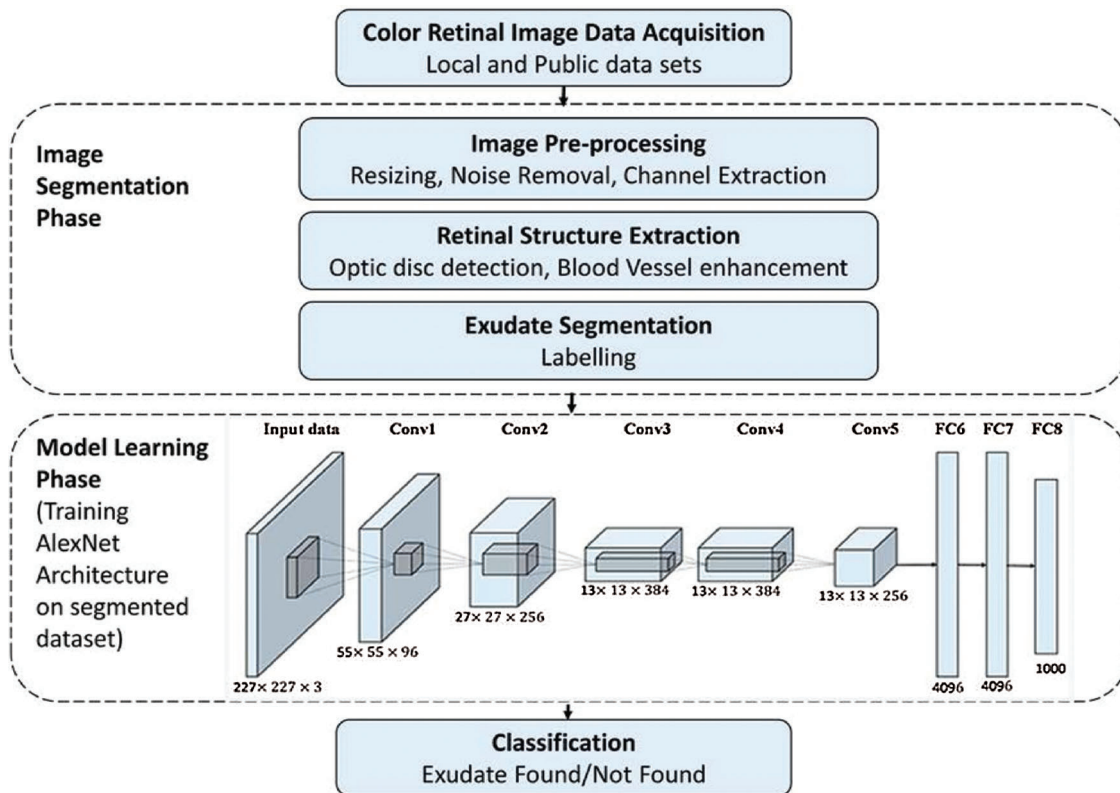 Color Retinal Image Data Acquisition
Local and Public data sets
Image
Segmentation
Phase
Image Pre-processing
Resizing, Noise Removal, Channel Extraction
Retinal Structure Extraction
Optic disc detection, Blood Vessel enhancement
Exudate Segmentation
Labelling
Model Learning
Phase
(Training
AlexNet
Architecture
on segmented
dataset)
Input data
Conv1
Conv2
Conv3
Conv4
Conv5
FC6
FC7
FC8
227× 227 × 3
55× 55 × 96
27× 27 × 256
13× 13 × 384
13× 13 × 384
13× 13 × 256
4096
4096
1000
Classification
Exudate Found/Not Found